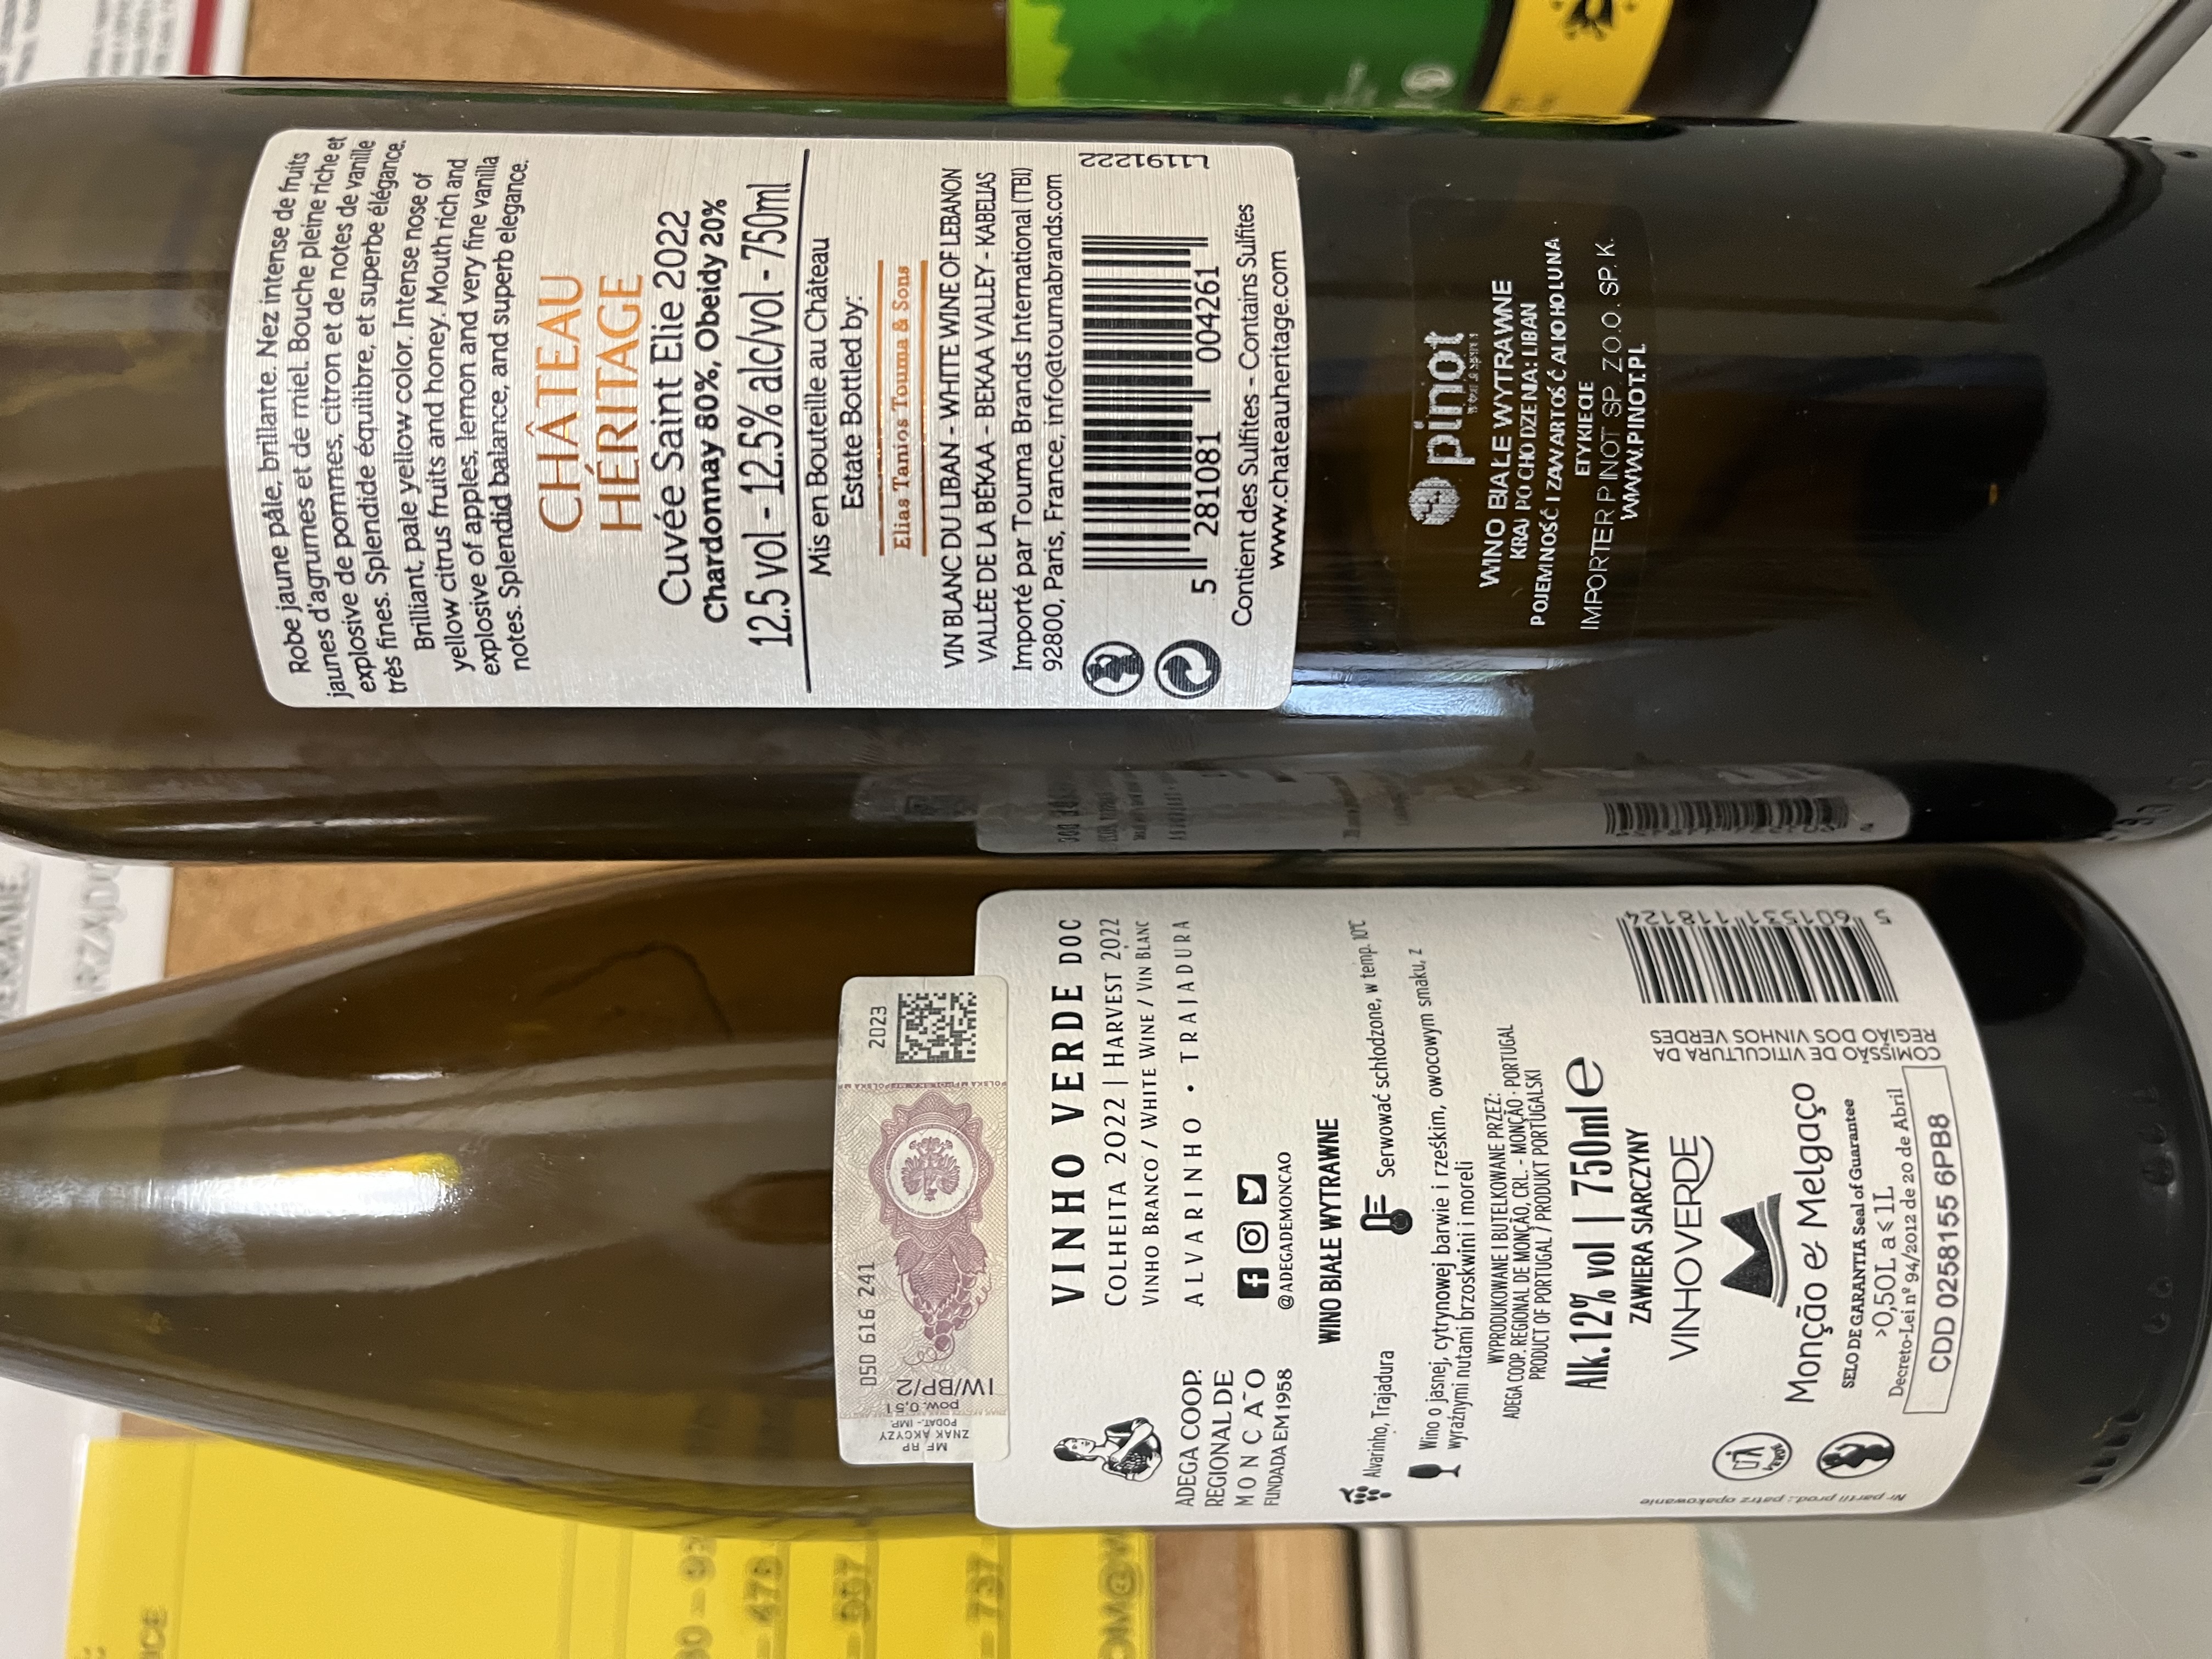 Robe jaune pâle, brillante. Nez intense de fruits
jaunes d'agrumes et de miel. Bouche pleine riche et
explosive de pommes, citron et de notes de vanille
très fines. Splendide équilibre, et superbe élégance.
Brilliant, pale yellow color. Intense nose of
yellow citrus fruits and honey. Mouth rich and
explosive of apples, lemon and very fine vanilla
notes. Splendid balance, and superb elegance.
CHÂTEAU
HÉRITAGE
Cuvée Saint Elie 2022
Chardonnay 80%, Obeidy 20%
12.5 vol - 12.5% alc/vol - 750ml
Mis en Bouteille au Château
Estate Bottled by:
Elias Tanios Touma & Sons
VIN BLANC DU LIBAN - WHITE WINE OF LEBANON
VALLÉE DE LA BÉKAA - BEKAA VALLEY - KABELIAS
Importé par Touma Brands International (TBI)
92800, Paris, France, info@toumabrands.com
L1191222
5 281081 004261
Contient des Sulfites - Contains Sulfites
www.chateauheritage.com
pinot
WINO BIAŁE WYTRAWNE
KRAJ POCHODZENIA: LIBAN
POJEMNOŚĆ I ZAWARTOŚĆ ALKOHOLU NA
ETYKIECIE
IMPORTER PINOT SP. Z O.O. SP. K.
WWW.PINOT.PL
2023
DSO 616 241
IW/BP/2
pow. 0,5 l
PODAT.-IMP.
ZNAK AKCYZY
MF RP
VINHO VERDE DOC
COLHEITA 2022 | HARVEST 2022
VINHO BRANCO / WHITE WINE / VIN BLANC
ALVARINHO • TRAJADURA
ADEGA COOP.
REGIONAL DE
MONÇÃO
FUNDADA EM 1958
@ADEGADEMONCAO
WINO BIAŁE WYTRAWNE
Alvarinho, Trajadura
Serwować schłodzone, w temp. 10°C
Wino o jasnej, cytrynowej barwie i rześkim, owocowym smaku, z
wyraźnymi nutami brzoskwini i moreli
WYPRODUKOWANE I BUTELKOWANE PRZEZ:
ADEGA COOP. REGIONAL DE MONÇÃO, CRL. - MONÇÃO - PORTUGAL
PRODUCT OF PORTUGAL / PRODUKT PORTUGALSKI
Alk. 12% vol | 750ml e
ZAWIERA SIARCZYNY
VINHO VERDE
Monção e Melgaço
SELO DE GARANTIA Seal of Guarantee
>0,50L a ≤ 1L
Decreto-Lei nº 94/2012 de 20 de Abril
CDD 0258155 6PB8
COMISSÃO DE VITICULTURA DA
REGIÃO DOS VINHOS VERDES
5 601531 118124
Nr partii prod.: patrz opakowanie